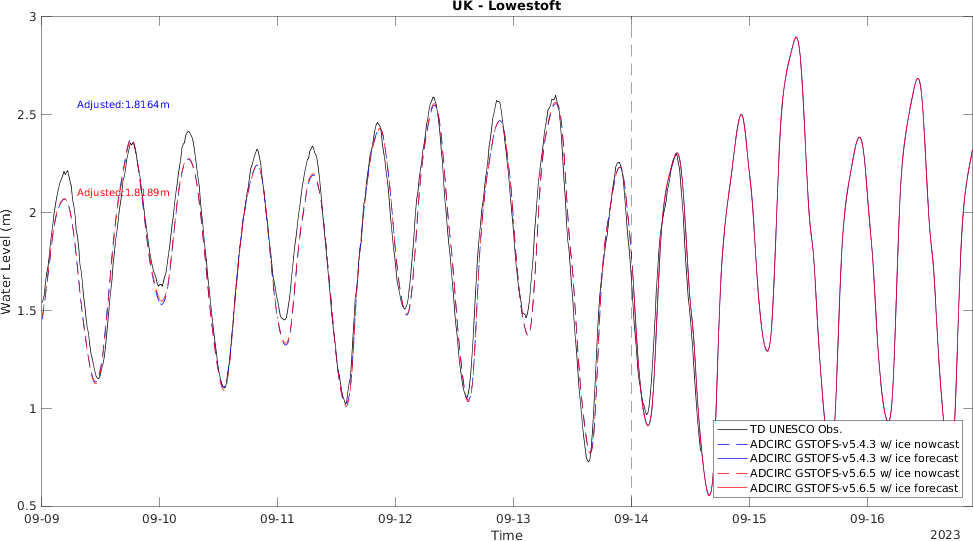 UK - Lowestoft
3
2.5
2
1.5
1
0.5
Water Level (m)
Adjusted:1.8164m
Adjusted:1.8189m
TD UNESCO Obs.
ADCIRC GSTOFS-v5.4.3 w/ ice nowcast
ADCIRC GSTOFS-v5.4.3 w/ ice forecast
ADCIRC GSTOFS-v5.6.5 w/ ice nowcast
ADCIRC GSTOFS-v5.6.5 w/ ice forecast
09-09 09-10 09-11 09-12 09-13 09-14 09-15 09-16
Time
2023